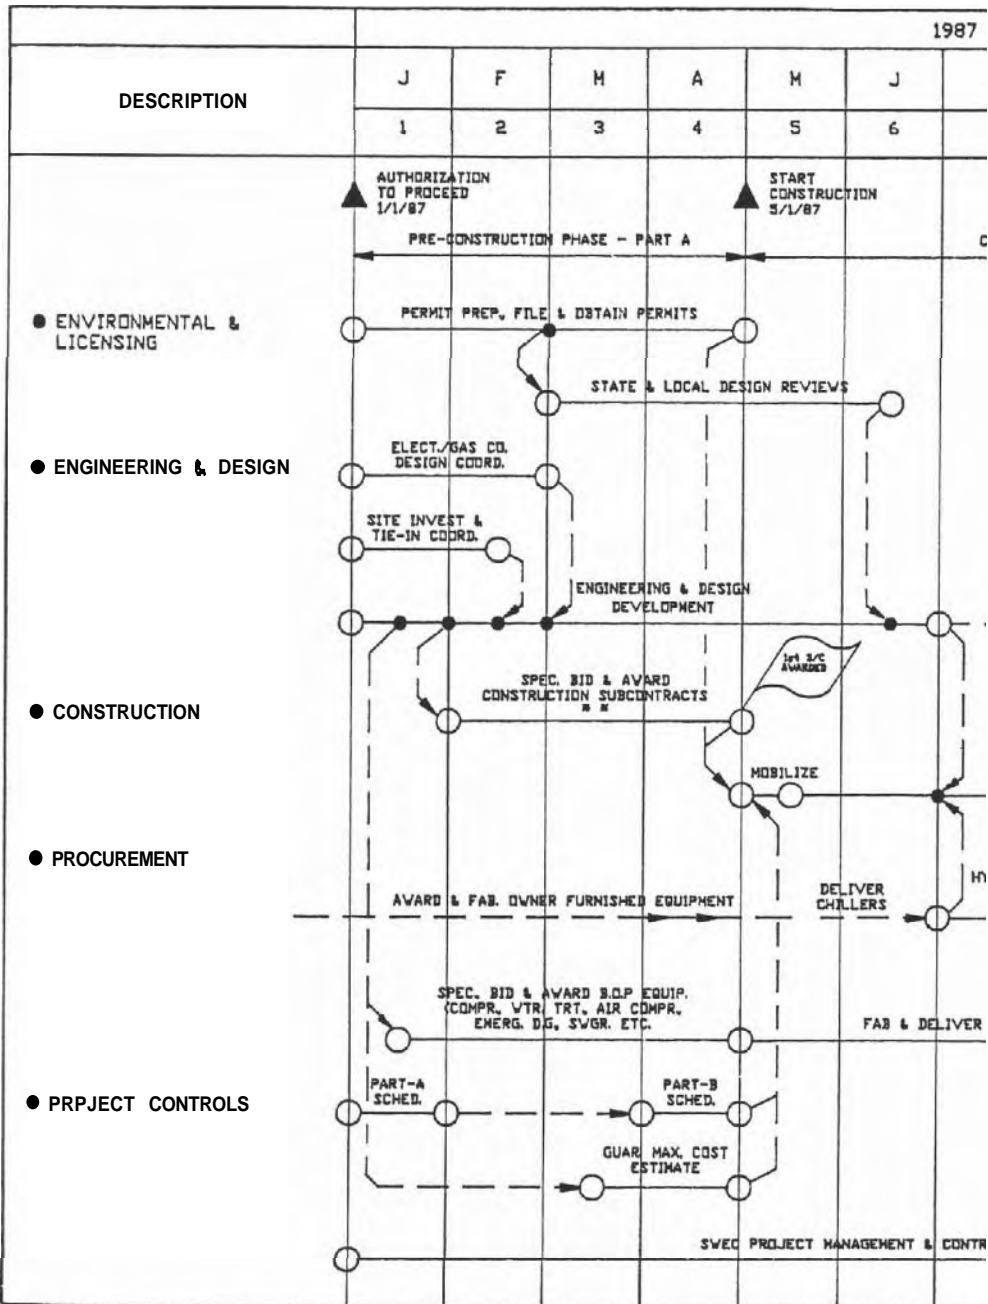 1987
DESCRIPTION
J F M A M J
1 2 3 4 5 6
AUTHORIZATION
TO PROCEED
1/1/87
START
CONSTRUCTION
5/1/87
PRE-CONSTRUCTION PHASE - PART A
C
PERMIT PREP, FILE & OBTAIN PERMITS
● ENVIRONMENTAL &
LICENSING
STATE & LOCAL DESIGN REVIEWS
ELECT./GAS CO.
DESIGN COORD.
● ENGINEERING & DESIGN
SITE INVEST &
TIE-IN COORD.
ENGINEERING & DESIGN
DEVELOPMENT
1st S/C
AWARDED
SPEC. BID & AWARD
CONSTRUCTION SUBCONTRACTS
* *
● CONSTRUCTION
MOBILIZE
● PROCUREMENT
HY
DELIVER
CHILLERS
AWARD & FAB. OWNER FURNISHED EQUIPMENT
SPEC. BID & AWARD B.O.P EQUIP.
(COMPR., WTR. TRT., AIR COMPR.,
EMERG. D.G., SWGR. ETC.
FAB & DELIVER
PART-A
SCHED.
PART-B
SCHED.
● PRPJECT CONTROLS
GUAR. MAX. COST
ESTIMATE
SWEC PROJECT MANAGEMENT & CONTR